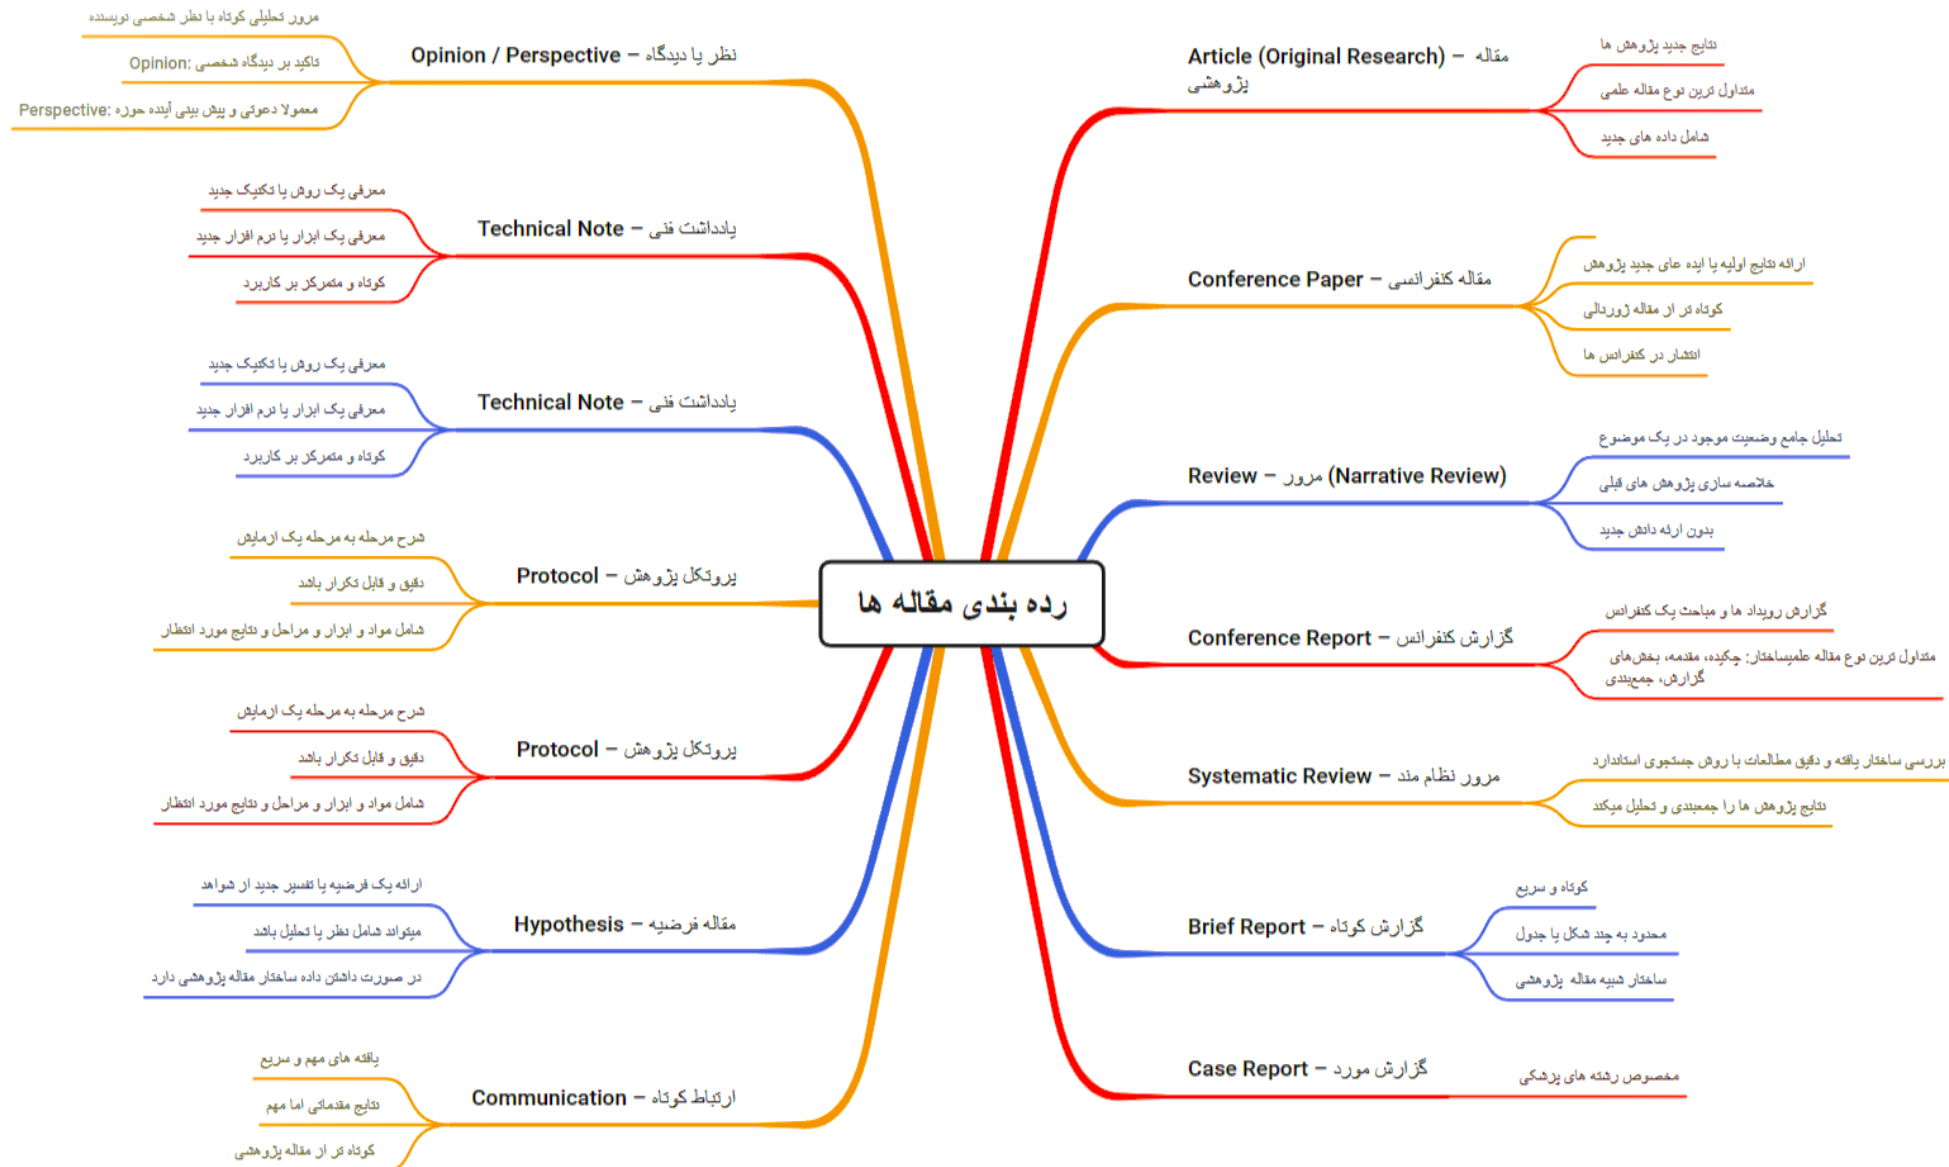 رده بندی مقاله ها
Article (Original Research) – مقاله
پژوهشی
نتایج جدید پژوهش ها
متداول ترین نوع مقاله علمی
شامل داده های جدید
Conference Paper – مقاله کنفرانسی
ارائه نتایج اولیه یا ایده عای جدید پژوهش
کوتاه تر از مقاله ژورنالی
انتشار در کنفرانس ها
Review – مرور (Narrative Review)
تحلیل جامع وضعیت موجود در یک موضوع
خلاصه سازی پژوهش های قبلی
بدون ارئه دانش جدید
Conference Report – گزارش کنفرانس
گزارش رویداد ها و مباحث یک کنفرانس
متداول ترین نوع مقاله علمیساختار: چکیده، مقدمه، بخش‌های
گزارش، جمع‌بندی
Systematic Review – مرور نظام مند
بررسی ساختار یافته و دقیق مطالعات با روش جستجوی استاندارد
نتایج پژوهش ها را جمعبندی و تحلیل میکند
Brief Report – گزارش کوتاه
کوتاه و سریع
محدود به چند شکل یا جدول
ساختار شبیه مقاله پژوهشی
Case Report – گزارش مورد
مخصوص رشته های پزشکی
Opinion / Perspective – نظر یا دیدگاه
مرور تحلیلی کوتاه با نظر شخصی نویسنده
تاکید بر دیدگاه شخصی :Opinion
معمولا دعوتی و پیش بینی آینده حوزه :Perspective
Technical Note – یادداشت فنی
معرفی یک روش یا تکنیک جدید
معرفی یک ابزار یا نرم افزار جدید
کوتاه و متمرکز بر کاربرد
Technical Note – یادداشت فنی
معرفی یک روش یا تکنیک جدید
معرفی یک ابزار یا نرم افزار جدید
کوتاه و متمرکز بر کاربرد
Protocol – پروتکل پژوهش
شرح مرحله به مرحله یک ازمایش
دقیق و قابل تکرار باشد
شامل مواد و ابزار و مراحل و نتایج مورد انتظار
Protocol – پروتکل پژوهش
شرح مرحله به مرحله یک ازمایش
دقیق و قابل تکرار باشد
شامل مواد و ابزار و مراحل و نتایج مورد انتظار
Hypothesis – مقاله فرضیه
ارائه یک فرضیه یا تفسیر جدید از شواهد
میتواند شامل نظر یا تحلیل باشد
در صورت داشتن داده ساختار مقاله پژوهشی دارد
Communication – ارتباط کوتاه
یافته های مهم و سریع
نتایج مقدماتی اما مهم
کوتاه تر از مقاله پژوهشی